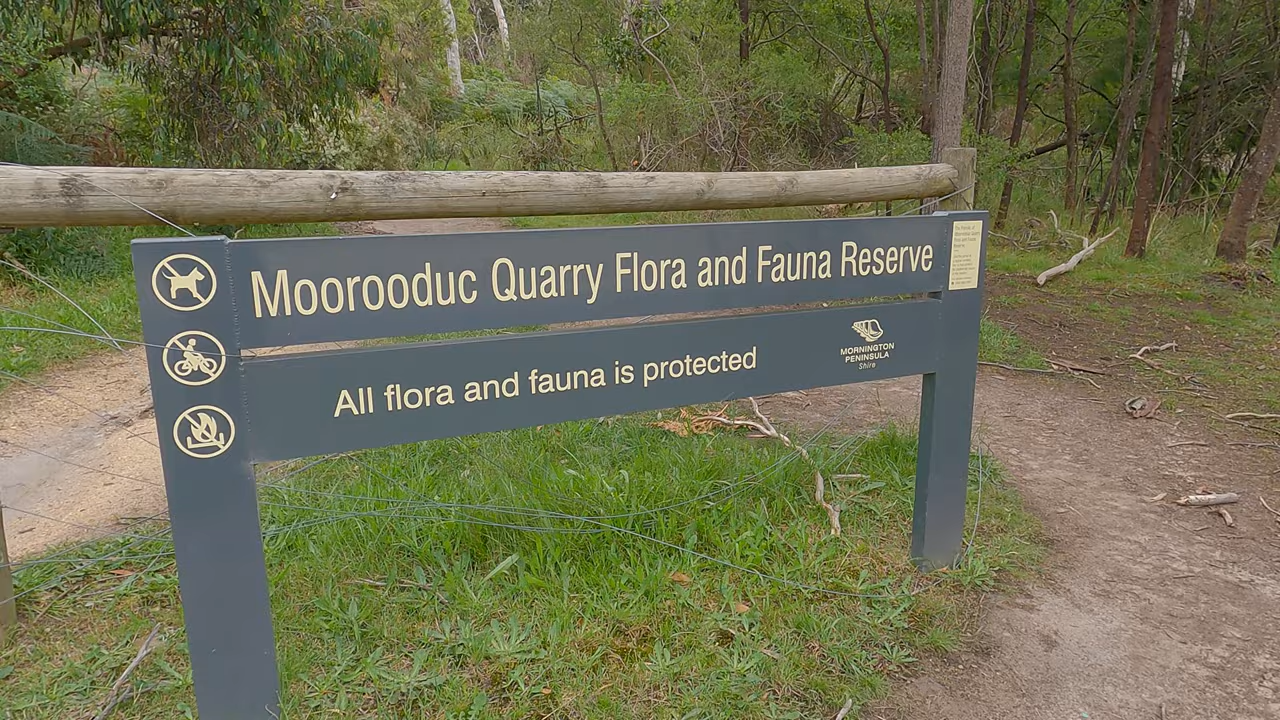 Moorooduc Quarry Flora and Fauna Reserve
All flora and fauna is protected
MORNINGTON
PENINSULA
Shire